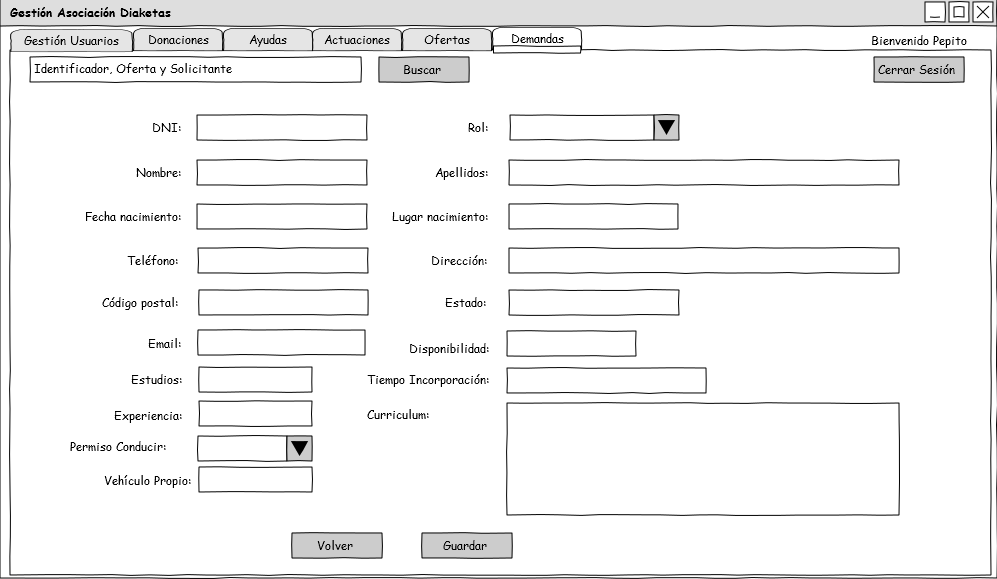 Gestión Asociación Diaketas
Gestión Usuarios
Donaciones
Ayudas
Actuaciones
Ofertas
Demandas
Bienvenido Pepito
Identificador, Oferta y Solicitante
Buscar
Cerrar Sesión
DNI:
Rol:
Nombre:
Apellidos:
Fecha nacimiento:
Lugar nacimiento:
Teléfono:
Dirección:
Código postal:
Estado:
Email:
Disponibilidad:
Estudios:
Tiempo Incorporación:
Experiencia:
Curriculum:
Permiso Conducir:
Vehículo Propio:
Volver
Guardar